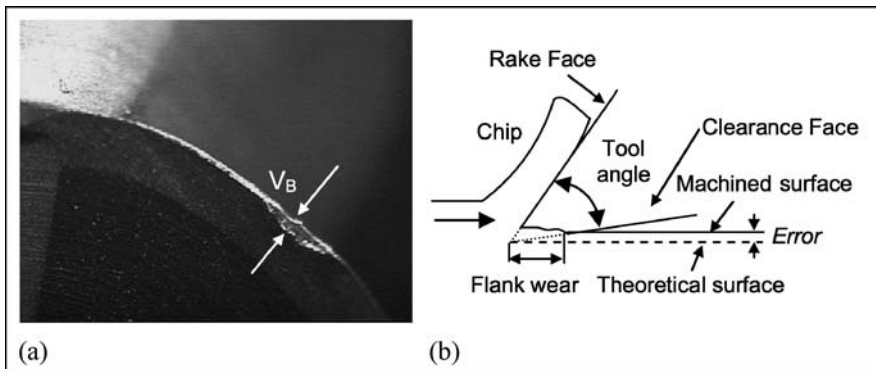 V_B
(a)
Rake Face
Chip
Clearance Face
Tool
angle
Machined surface
Error
Flank wear
Theoretical surface
(b)